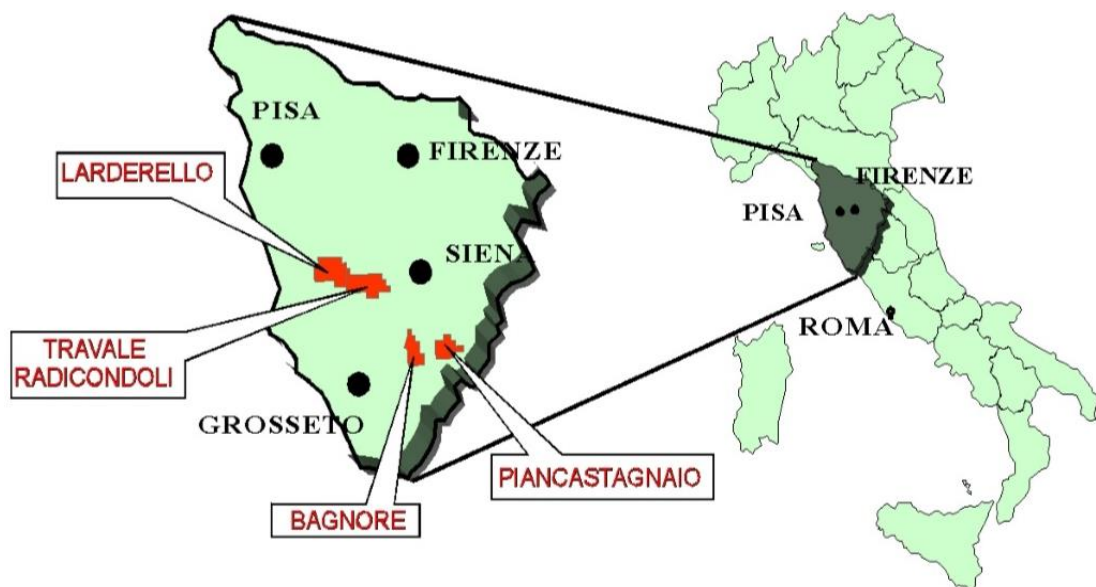 PISA
FIRENZE
LARDERELLO
SIENA
TRAVALE
RADICONDOLI
GROSSETO
BAGNORE
PIANCASTAGNAIO
FIRENZE
PISA
ROMA